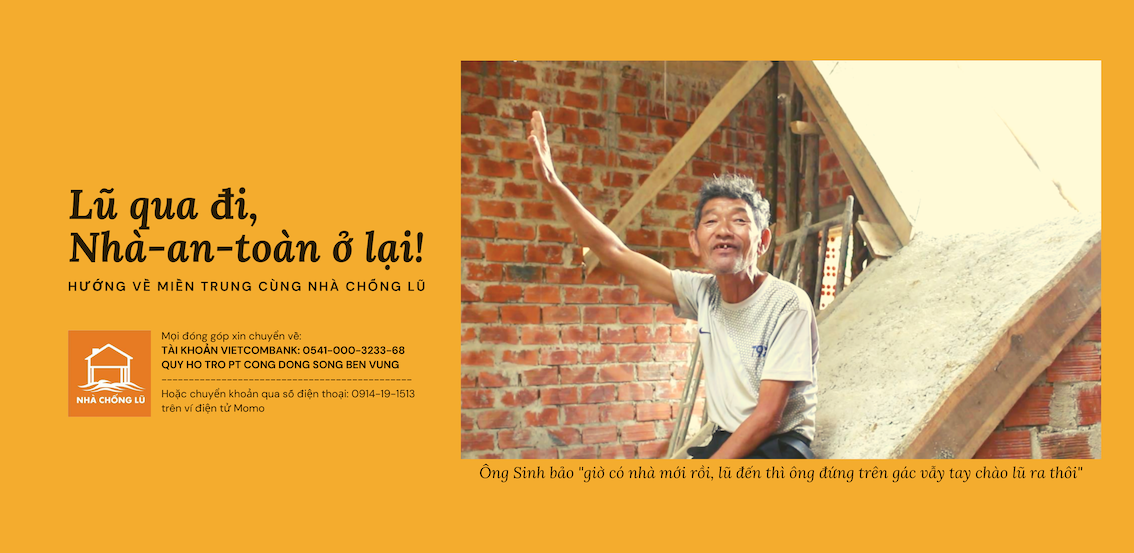 Lũ qua đi,
Nhà-an-toàn ở lại!
HƯỚNG VỀ MIỀN TRUNG CÙNG NHÀ CHỐNG LŨ
Mọi đóng góp xin chuyển về:
TÀI KHOẢN VIETCOMBANK: 0541-000-3233-68
QUY HO TRO PT CONG DONG SONG BEN VUNG
Hoặc chuyển khoản qua số điện thoại: 0914-19-1513
trên ví điện tử Momo
NHÀ CHỐNG LŨ
197
Ông Sinh bảo "giờ có nhà mới rồi, lũ đến thì ông đứng trên gác vẫy tay chào lũ ra thôi"